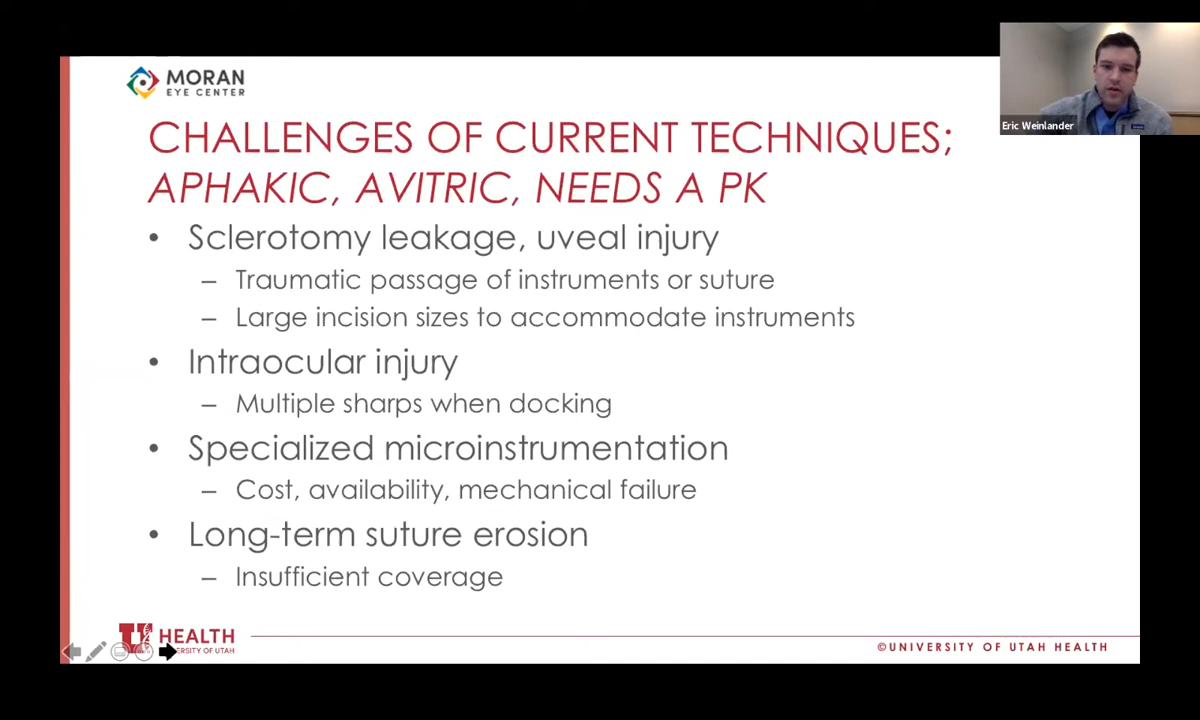 MORAN
EYE CENTER
Eric Weinlander
CHALLENGES OF CURRENT TECHNIQUES;
APHAKIC, AVITRIC, NEEDS A PK
• Sclerotomy leakage, uveal injury
– Traumatic passage of instruments or suture
– Large incision sizes to accommodate instruments
• Intraocular injury
– Multiple sharps when docking
• Specialized microinstrumentation
– Cost, availability, mechanical failure
• Long-term suture erosion
– Insufficient coverage
U HEALTH
OF UTAH
©UNIVERSITY OF UTAH HEALTH